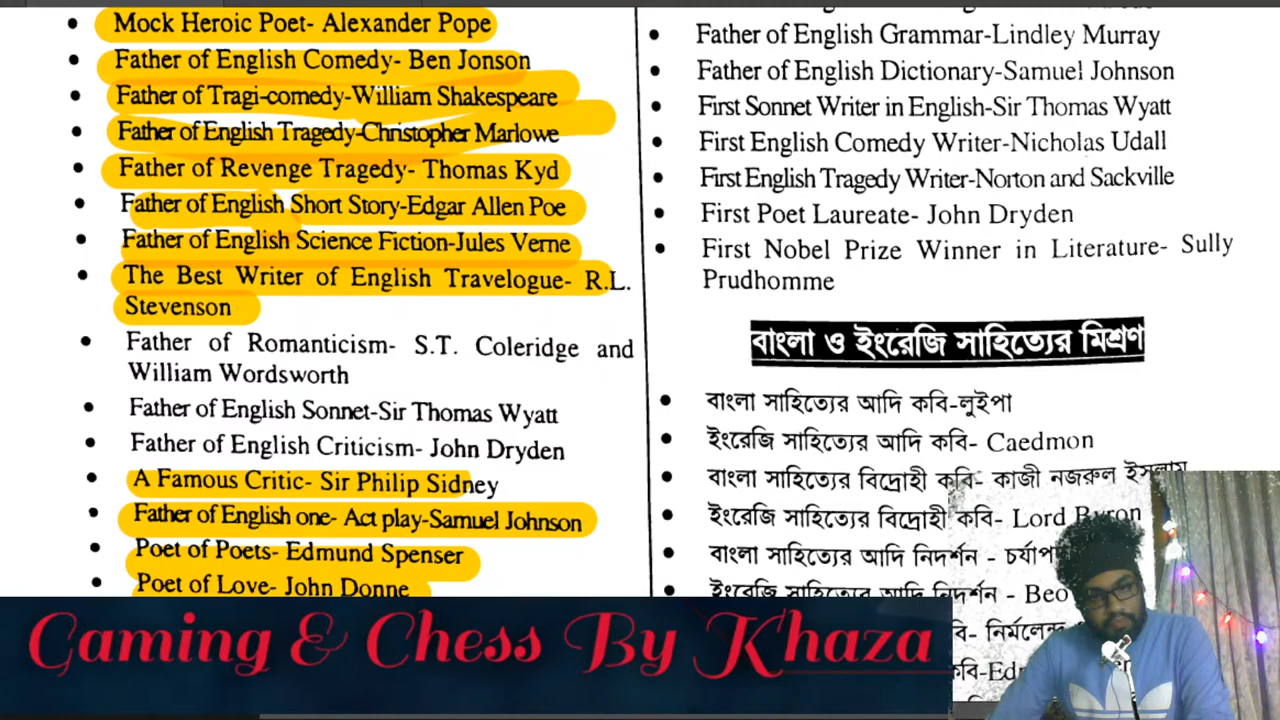 Mock Heroic Poet- Alexander Pope
Father of English Comedy- Ben Jonson
Father of Tragi-comedy-William Shakespeare
Father of English Tragedy-Christopher Marlowe
Father of Revenge Tragedy- Thomas Kyd
Father of English Short Story-Edgar Allen Poe
Father of English Science Fiction-Jules Verne
The Best Writer of English Travelogue- R.L.
Stevenson
Father of Romanticism- S.T. Coleridge and
William Wordsworth
Father of English Sonnet-Sir Thomas Wyatt
Father of English Criticism- John Dryden
A Famous Critic- Sir Philip Sidney
Father of English one- Act play-Samuel Johnson
Poet of Poets- Edmund Spenser
Poet of Love- John Donne
Father of English Grammar-Lindley Murray
Father of English Dictionary-Samuel Johnson
First Sonnet Writer in English-Sir Thomas Wyatt
First English Comedy Writer-Nicholas Udall
First English Tragedy Writer-Norton and Sackville
First Poet Laureate- John Dryden
First Nobel Prize Winner in Literature- Sully
Prudhomme
বাংলা ও ইংরেজি সাহিত্যের মিশ্রণ
বাংলা সাহিত্যের আদি কবি-লুইপা
ইংরেজি সাহিত্যের আদি কবি- Caedmon
বাংলা সাহিত্যের বিদ্রোহী কবি- কাজী নজরুল ইসলাম
ইংরেজি সাহিত্যের বিদ্রোহী কবি- Lord Byron
বাংলা সাহিত্যের আদি নিদর্শন -
ইংরেজি সাহিত্যের আদি নিদর্শন -
Gaming & Chess By Khaza